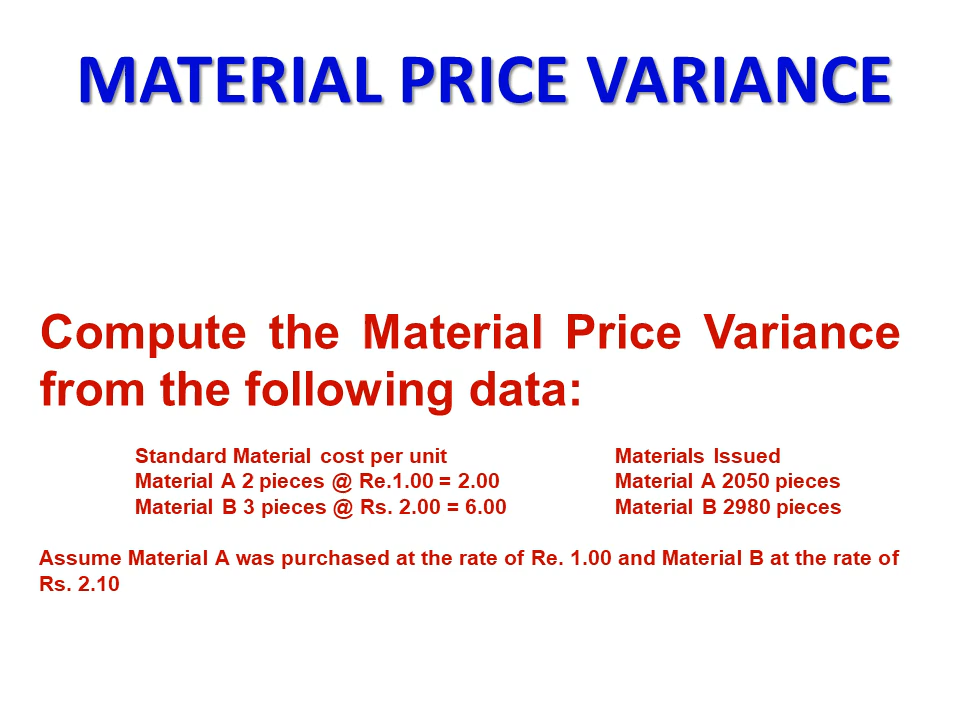 MATERIAL PRICE VARIANCE
Compute the Material Price Variance
from the following data:
Standard Material cost per unit Materials Issued
Material A 2 pieces @ Re.1.00 = 2.00 Material A 2050 pieces
Material B 3 pieces @ Rs. 2.00 = 6.00 Material B 2980 pieces
Assume Material A was purchased at the rate of Re. 1.00 and Material B at the rate of
Rs. 2.10